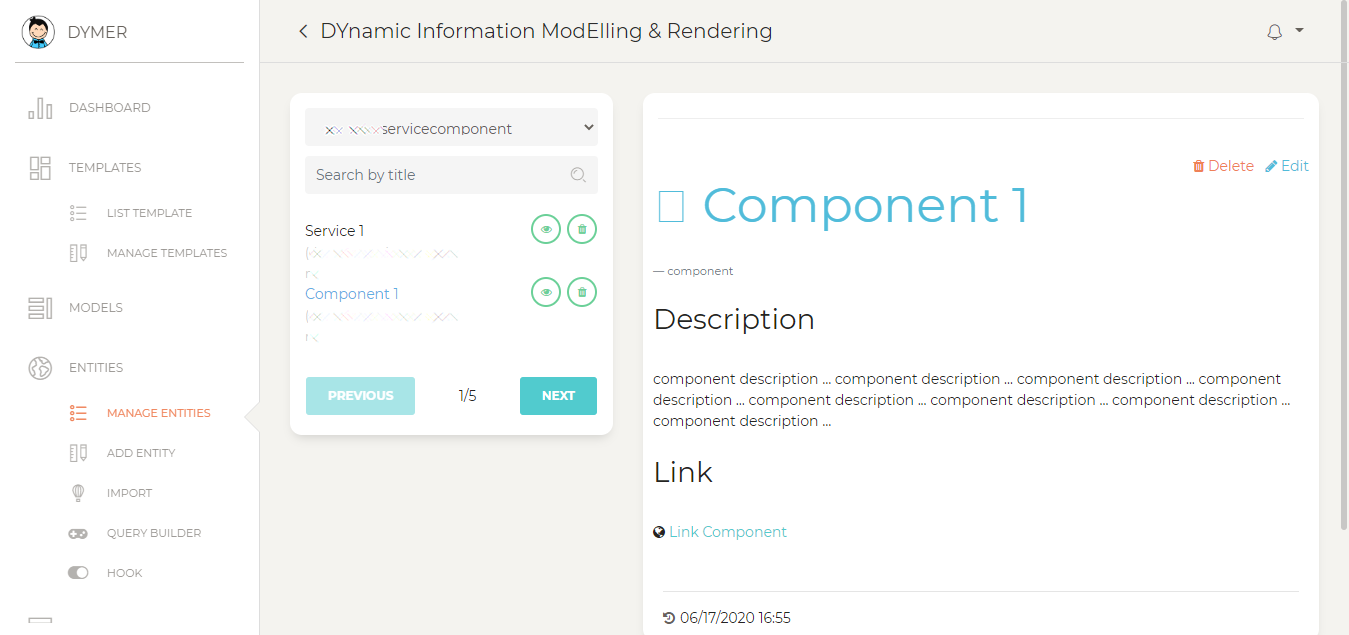 DYMER
DYnamic Information ModElling & Rendering
DASHBOARD
TEMPLATES
LIST TEMPLATE
MANAGE TEMPLATES
MODELS
ENTITIES
MANAGE ENTITIES
ADD ENTITY
IMPORT
QUERY BUILDER
HOOK
servicecomponent
Search by title
Service 1
Component 1
PREVIOUS
1/5
NEXT
Delete
Edit
Component 1
— component
Description
component description ... component description ... component description ... component
description ... component description ... component description ... component description ...
component description ...
Link
Link Component
06/17/2020 16:55